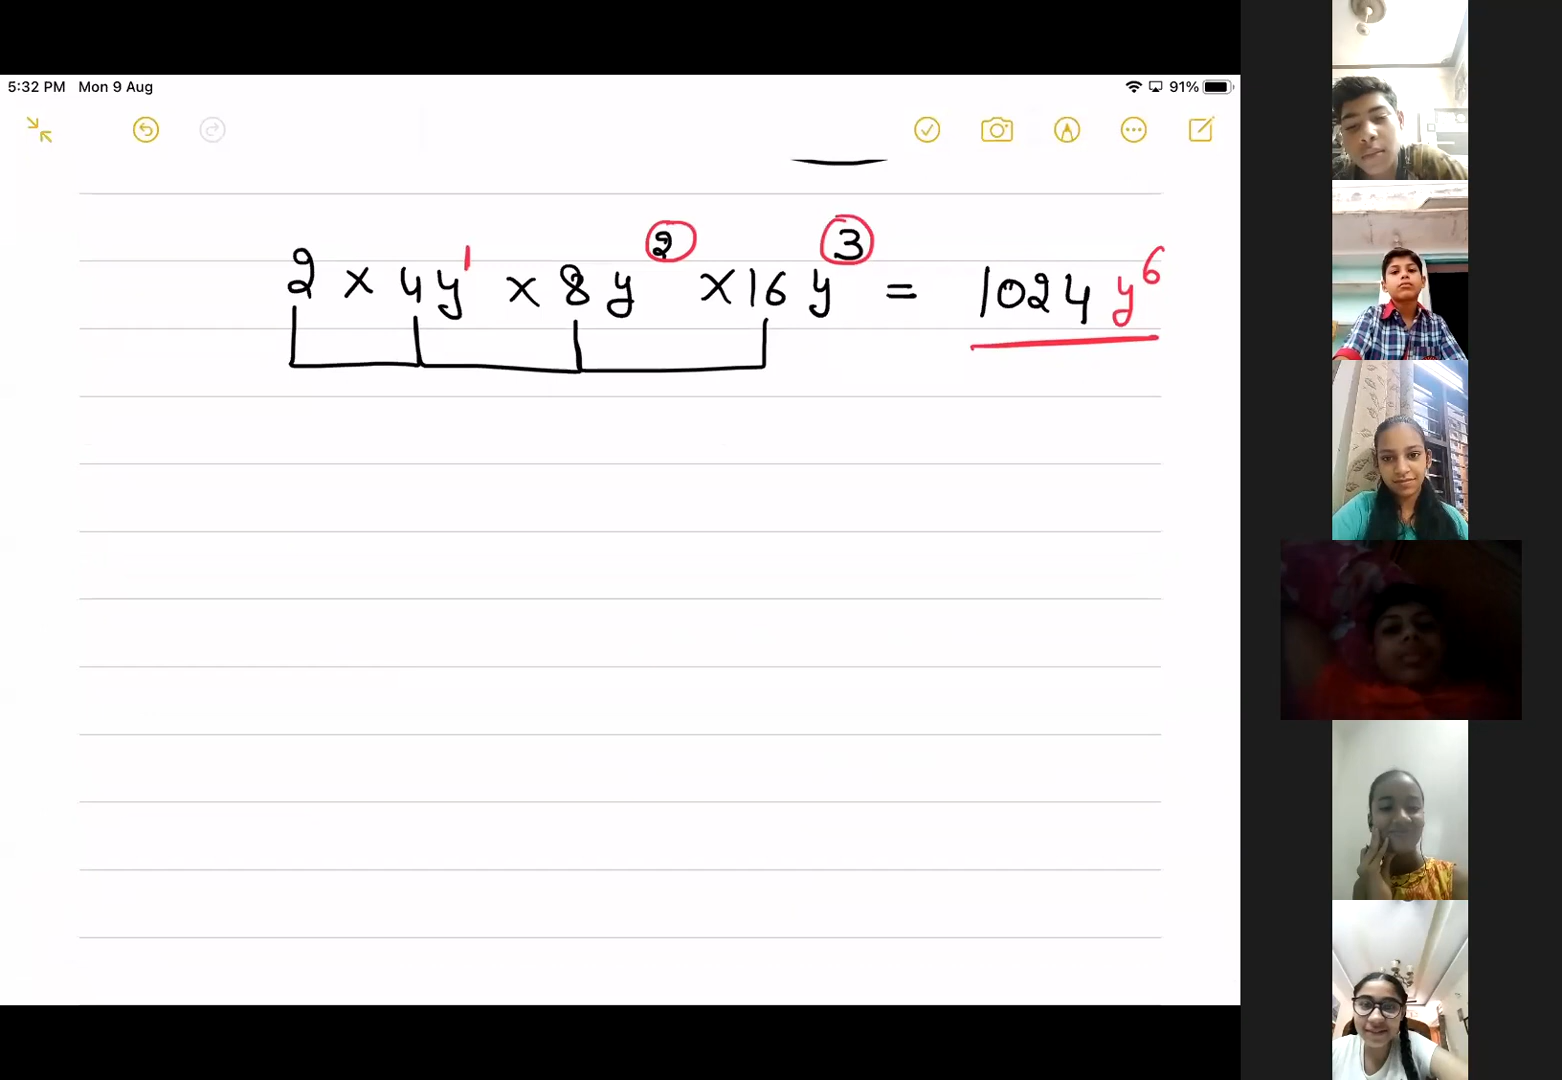 5:32 PM Mon 9 Aug 91%
2 × 4y¹ × 8y² × 16y³ = 1024y⁶